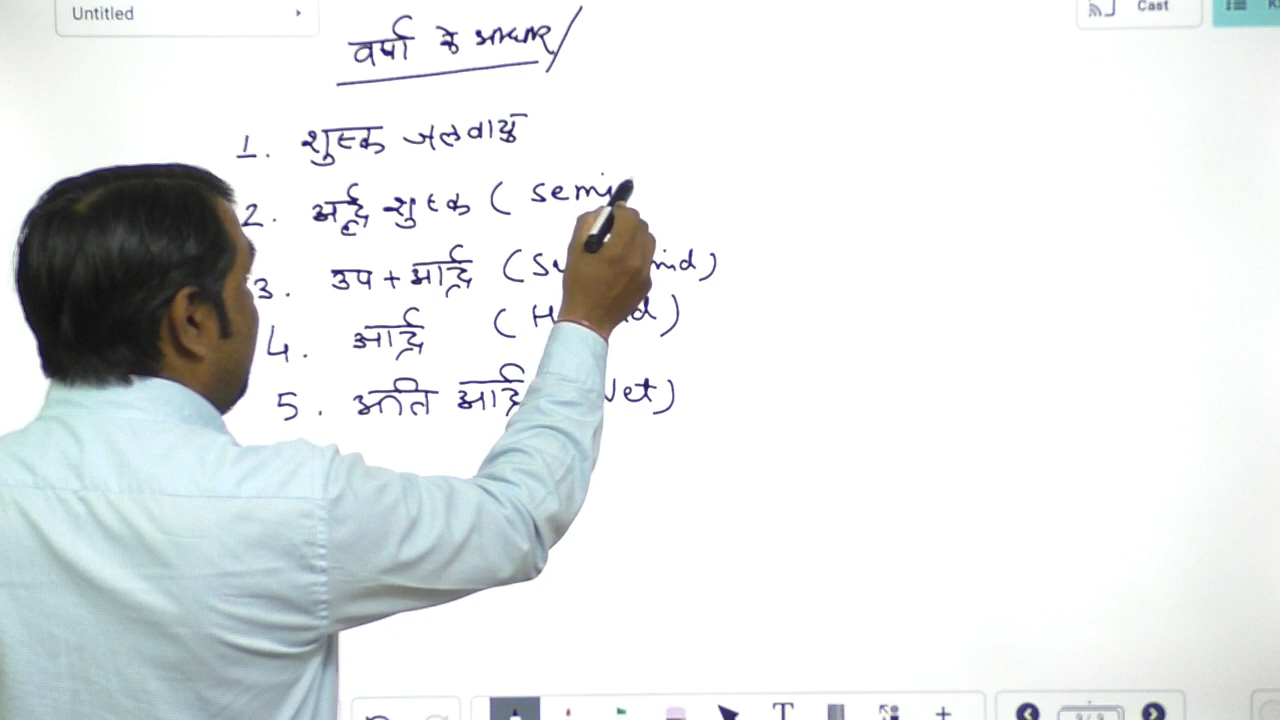 Untitled
Cast
वर्षा के आधार/
1. शुष्क जलवायु
2. अर्द्ध शुष्क ( Semi
3. उप + आर्द्र
4. आर्द्र
5. अति आर्द्र
T